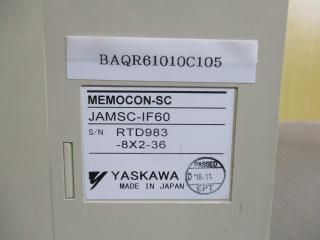 BAQR61010C105
MEMOCON-SC
JAMSC-IF60
S/N RTD983
-8X2-36
PASSED
EPT
YASKAWA
MADE IN JAPAN